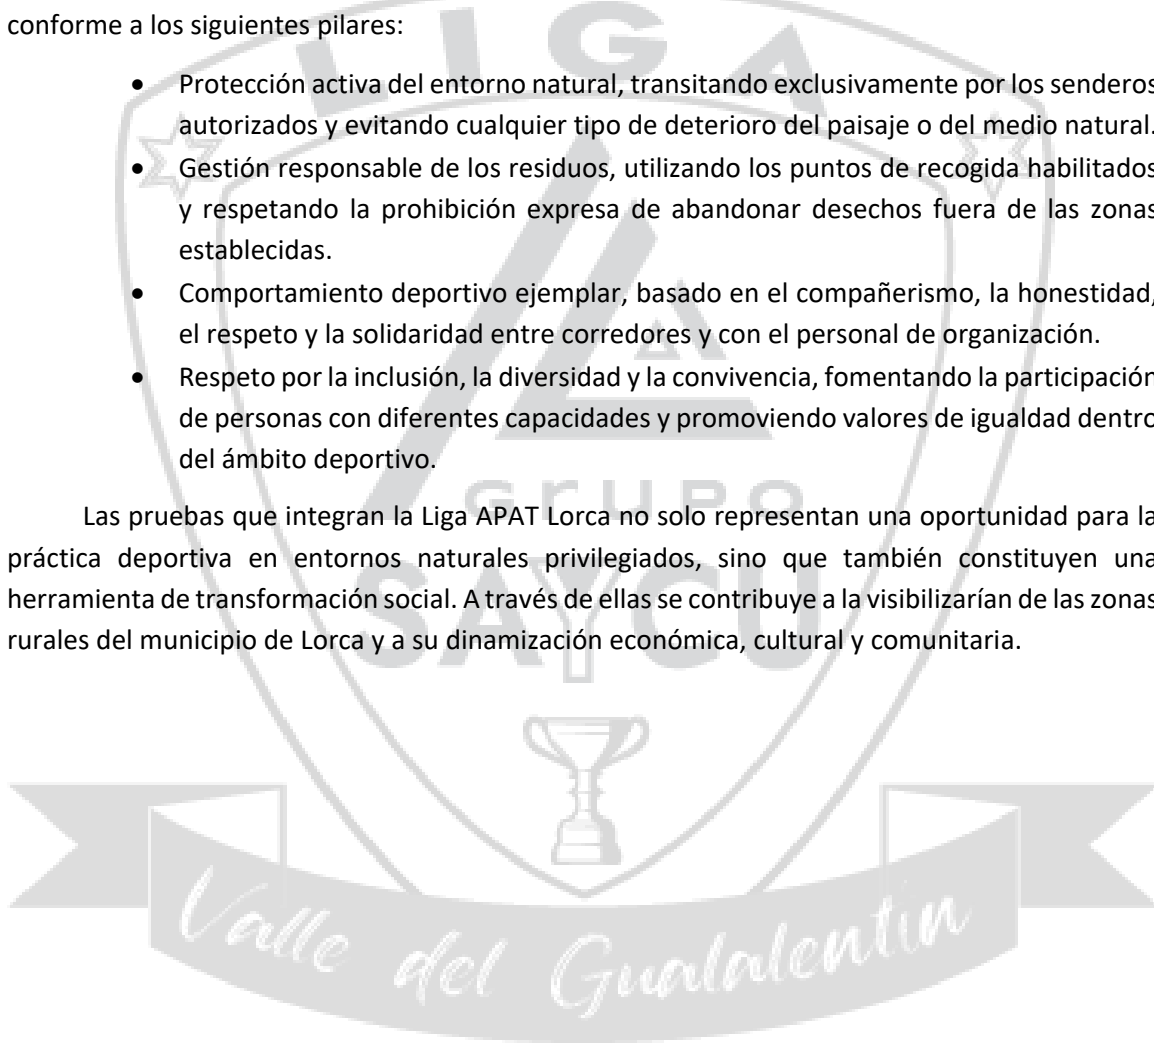 conforme a los siguientes pilares:
• Protección activa del entorno natural, transitando exclusivamente por los senderos
autorizados y evitando cualquier tipo de deterioro del paisaje o del medio natural.
• Gestión responsable de los residuos, utilizando los puntos de recogida habilitados
y respetando la prohibición expresa de abandonar desechos fuera de las zonas
establecidas.
• Comportamiento deportivo ejemplar, basado en el compañerismo, la honestidad,
el respeto y la solidaridad entre corredores y con el personal de organización.
• Respeto por la inclusión, la diversidad y la convivencia, fomentando la participación
de personas con diferentes capacidades y promoviendo valores de igualdad dentro
del ámbito deportivo.
Las pruebas que integran la Liga APAT Lorca no solo representan una oportunidad para la
práctica deportiva en entornos naturales privilegiados, sino que también constituyen una
herramienta de transformación social. A través de ellas se contribuye a la visibilizarían de las zonas
rurales del municipio de Lorca y a su dinamización económica, cultural y comunitaria.
LIGA
GRUPO
SAYCU
Valle del Gualalentin